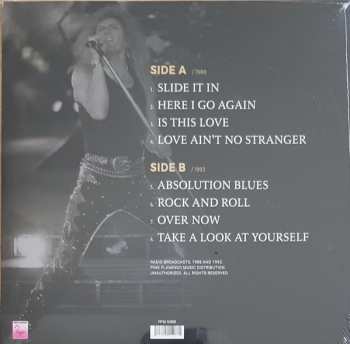 SIDE A
1. SLIDE IT IN
2. HERE I GO AGAIN
3. IS THIS LOVE
4. LOVE AIN'T NO STRANGER
SIDE B /1993
5. ABSOLUTION BLUES
6. ROCK AND ROLL
7. OVER NOW
8. TAKE A LOOK AT YOURSELF
RADIO BROADCASTS: 1988 AND 1993.
PINK FLAMINGO MUSIC DISTRIBUTION.
UNAUTHORIZED. ALL RIGHTS RESERVED